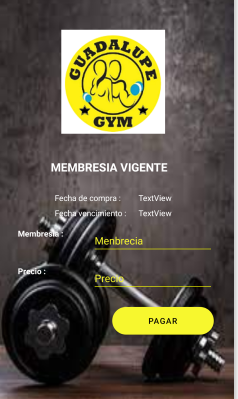 GUADALUPE
GYM
MEMBRESIA VIGENTE
Fecha de compra : TextView
Fecha vencimiento : TextView
Membresia :
Menbrecia
Precio :
Precio
PAGAR